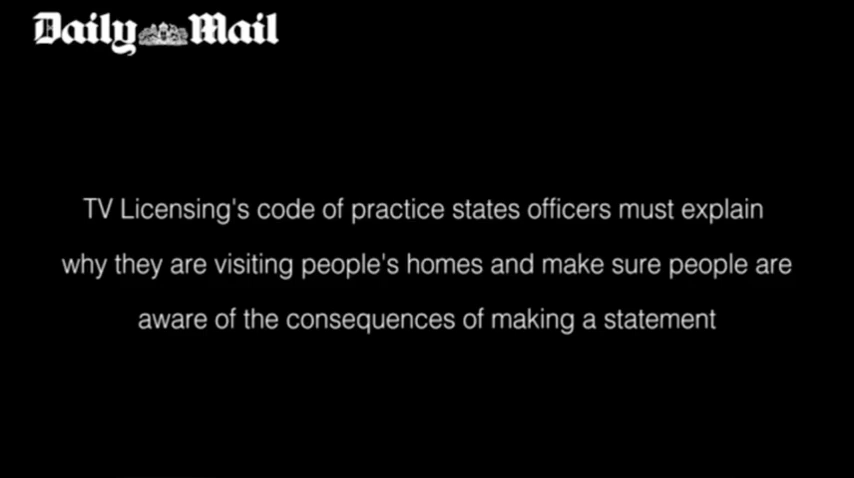 Daily Mail
TV Licensing's code of practice states officers must explain
why they are visiting people's homes and make sure people are
aware of the consequences of making a statement